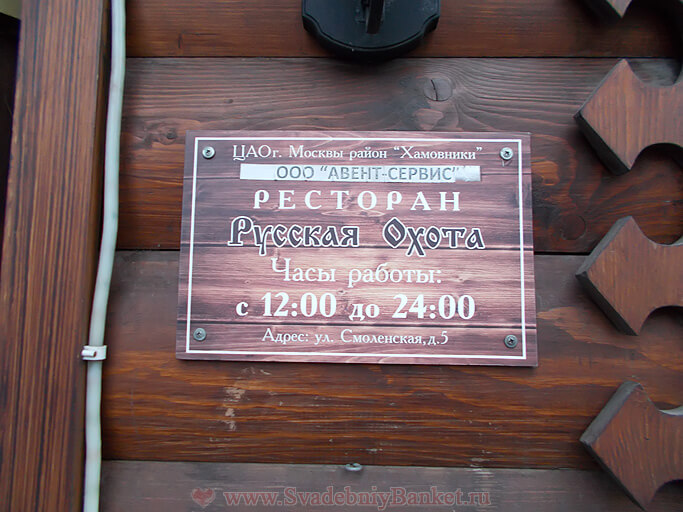 ЦАОг. Москвы район "Хамовники"
ООО "АВЕНТ-СЕРВИС"
РЕСТОРАН
Русская Охота
Часы работы:
с 12:00 до 24:00
Адрес: ул. Смоленская, д.5
www.SvadebniyBanket.ru